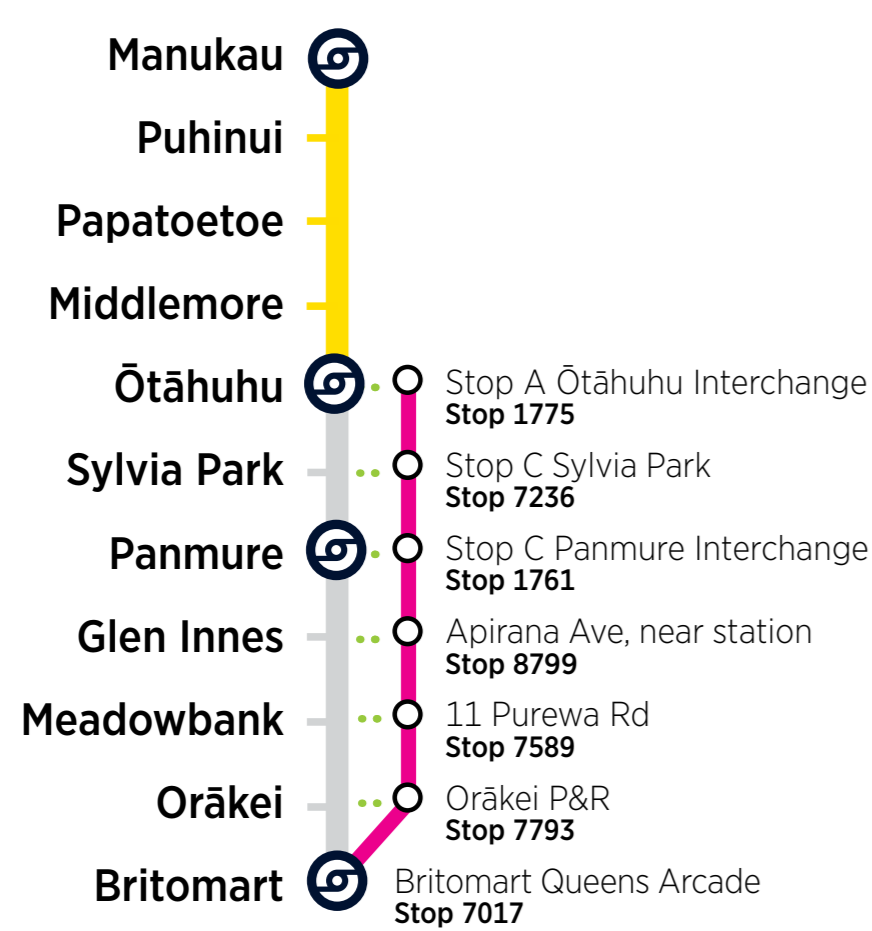 Manukau
Puhinui
Papatoetoe
Middlemore
Ōtāhuhu
Stop A Ōtāhuhu Interchange
Stop 1775
Sylvia Park
Stop C Sylvia Park
Stop 7236
Panmure
Stop C Panmure Interchange
Stop 1761
Glen Innes
Apirana Ave, near station
Stop 8799
Meadowbank
11 Purewa Rd
Stop 7589
Orākei
Orākei P&R
Stop 7793
Britomart
Britomart Queens Arcade
Stop 7017